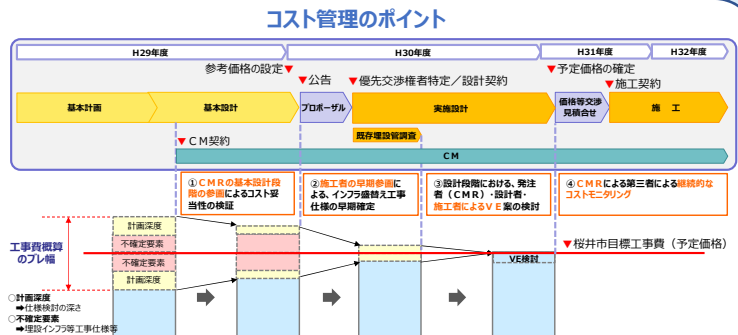 コスト管理のポイント
H29年度
H30年度
H31年度
H32年度
参考価格の設定▼
▼公告
▼優先交渉権者特定／設計契約
▼予定価格の確定
▼施工契約
基本計画
基本設計
プロポーザル
実施設計
価格等交渉
見積合せ
施 工
既存埋設管調査
▼ＣＭ契約
ＣＭ
①ＣＭＲの基本設計段
階の参画によるコスト妥
当性の検証
②施工者の早期参画に
よる、インフラ盛替え工事
仕様の早期確定
③設計段階における、発注
者（ＣＭＲ）・設計者・
施工者によるＶＥ案の検討
④ＣＭＲによる第三者による継続的な
コストモニタリング
工事費概算
のブレ幅
計画深度
不確定要素
不確定要素
計画深度
▼桜井市目標工事費（予定価格）
VE検討
○計画深度
➡仕様検討の深さ
○不確定要素
➡埋設インフラ等工事仕様等